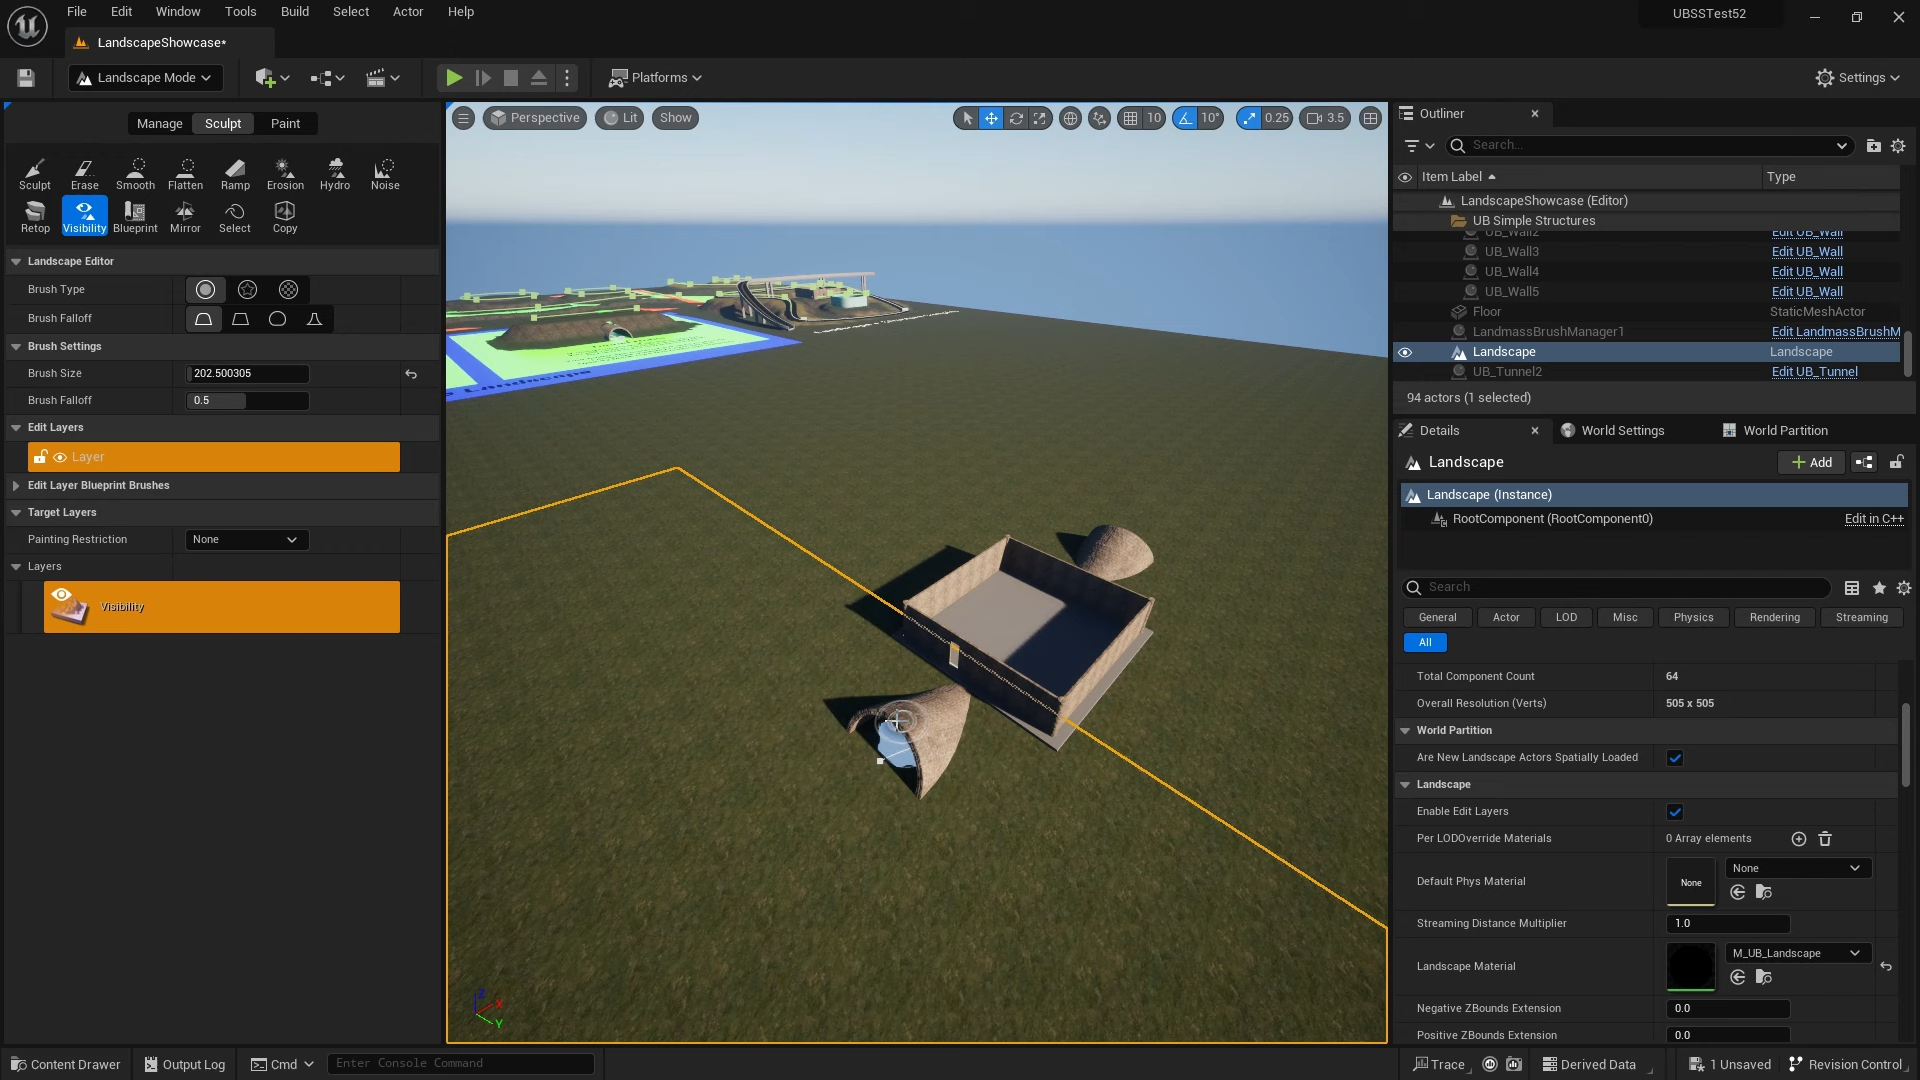 File Edit Window Tools Build Select Actor Help
UBSSTest52
LandscapeShowcase*
Landscape Mode
Platforms
Settings
Manage Sculpt Paint
Sculpt Erase Smooth Flatten Ramp Erosion Hydro Noise
Retop Visibility Blueprint Mirror Select Copy
Landscape Editor
Brush Type
Brush Falloff
Brush Settings
Brush Size 202.500305
Brush Falloff 0.5
Edit Layers
Layer
Edit Layer Blueprint Brushes
Target Layers
Painting Restriction None
Layers
Visibility
Perspective Lit Show 10 10° 0.25 3.5
Landscape
Z
X
Y
Outliner
Search...
Item Label Type
LandscapeShowcase (Editor)
UB Simple Structures
UB_Wall2 Edit UB_Wall
UB_Wall3 Edit UB_Wall
UB_Wall4 Edit UB_Wall
UB_Wall5 Edit UB_Wall
Floor StaticMeshActor
LandmassBrushManager1 Edit LandmassBrushM
Landscape Landscape
UB_Tunnel2 Edit UB_Tunnel
94 actors (1 selected)
Details World Settings World Partition
Landscape Add
Landscape (Instance)
RootComponent (RootComponent0) Edit in C++
Search
General Actor LOD Misc Physics Rendering Streaming
All
Total Component Count 64
Overall Resolution (Verts) 505 x 505
World Partition
Are New Landscape Actors Spatially Loaded
Landscape
Enable Edit Layers
Per LODOverride Materials 0 Array elements
Default Phys Material None None
Streaming Distance Multiplier 1.0
Landscape Material M_UB_Landscape
Negative ZBounds Extension 0.0
Positive ZBounds Extension 0.0
Content Drawer Output Log Cmd Enter Console Command
Trace Derived Data 1 Unsaved Revision Control